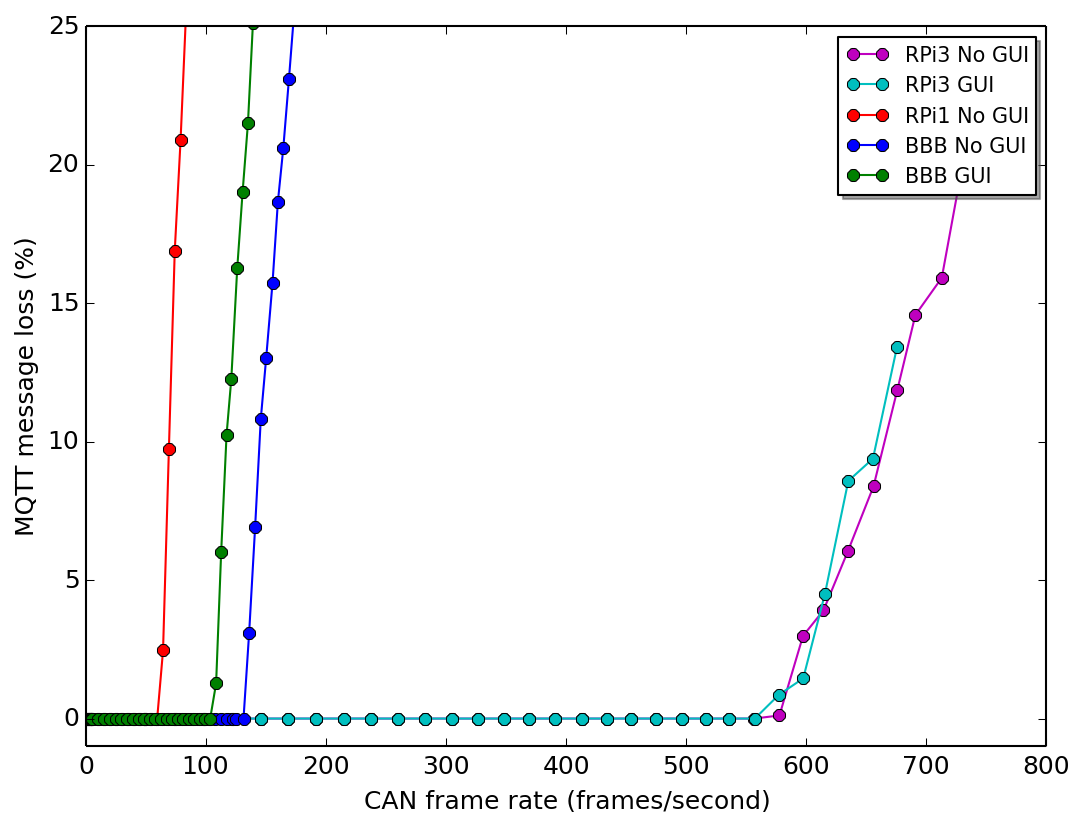 25
20
15
10
5
0
MQTT message loss (%)
RPi3 No GUI
RPi3 GUI
RPi1 No GUI
BBB No GUI
BBB GUI
0 100 200 300 400 500 600 700 800
CAN frame rate (frames/second)